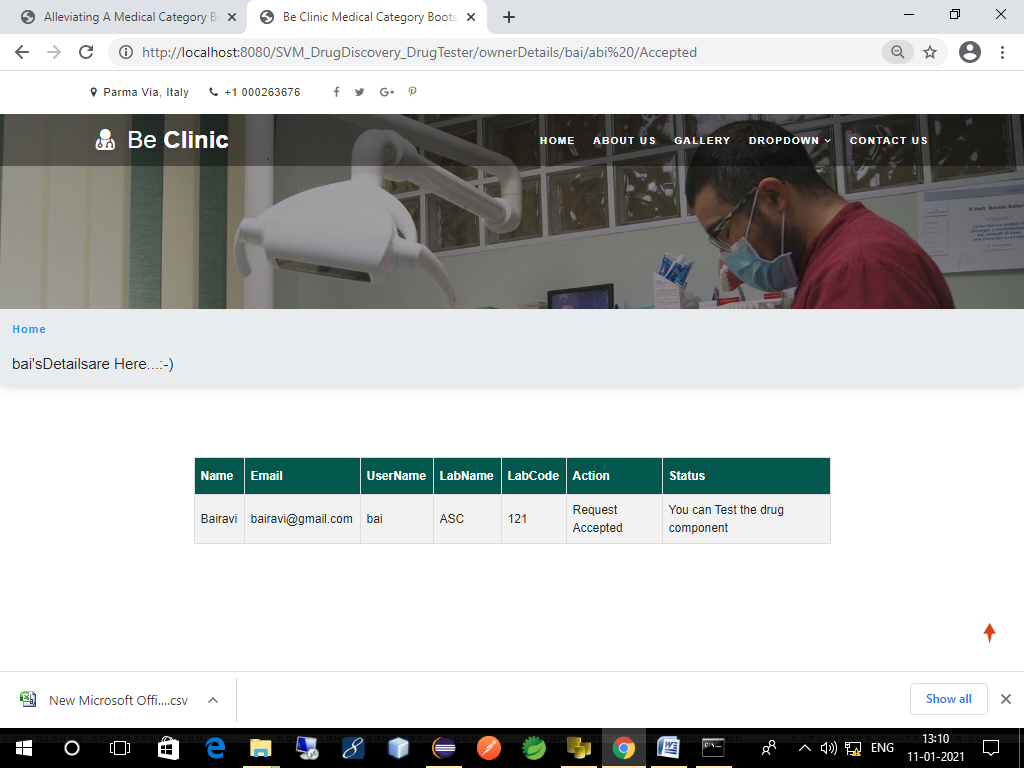 Alleviating A Medical Category B
Be Clinic Medical Category Boots
http://localhost:8080/SVM_DrugDiscovery_DrugTester/ownerDetails/bai/abi%20/Accepted
Parma Via, Italy +1 000263676
Be Clinic
HOME ABOUT US GALLERY DROPDOWN CONTACT US
Home
bai'sDetailsare Here...:-)
Name Email UserName LabName LabCode Action Status
Bairavi bairavi@gmail.com bai ASC 121 Request Accepted You can Test the drug component
New Microsoft Offi....csv
Show all
ENG
13:10
11-01-2021